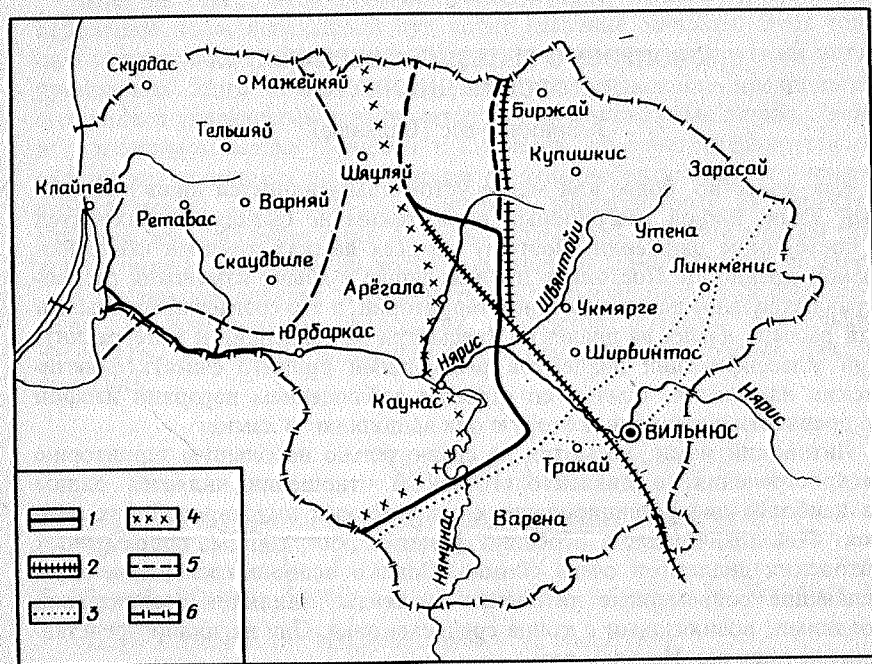 Скуодас
Мажейкяй
Биржай
Тельшяй
Купишкис
Шяуляй
Зарасай
Клайпеда
Ретавас
Варняй
Швянтойи
Утена
Скаудвиле
Линкменис
Арёгала
Укмярге
Юрбаркас
Нярис
Ширвинтос
Каунас
Нярис
ВИЛЬНЮС
Тракай
Варена
Нямунас
1 4
2 5
3 6